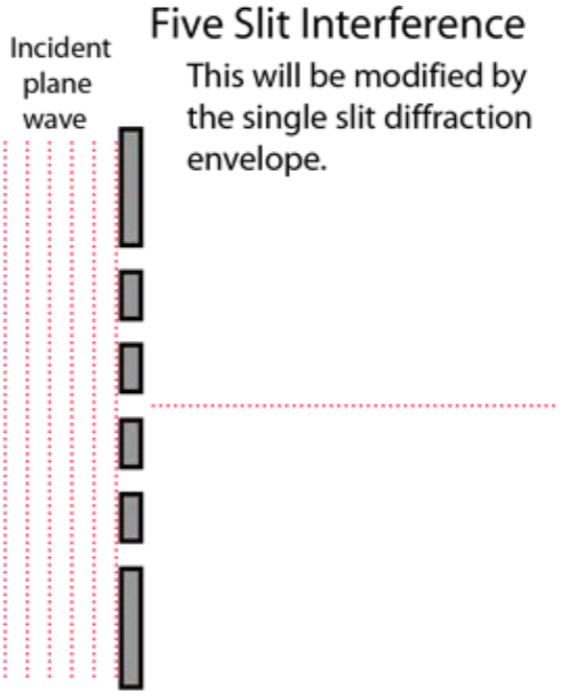 Five Slit Interference
Incident
plane
wave
This will be modified by
the single slit diffraction
envelope.